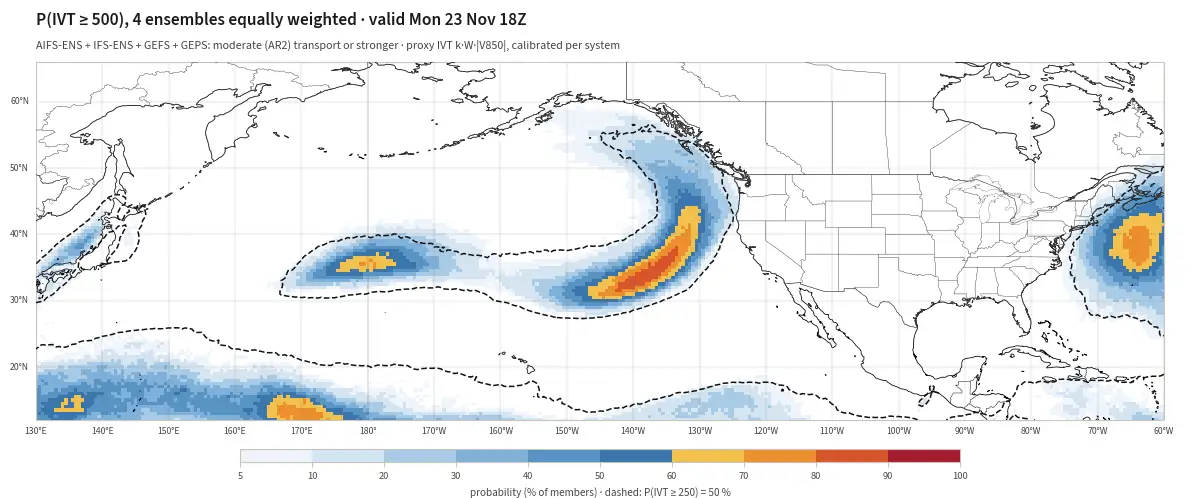 P(IVT ≥ 500), 4 ensembles equally weighted · valid Mon 23 Nov 18Z
AIFS-ENS + IFS-ENS + GEFS + GEPS: moderate (AR2) transport or stronger · proxy IVT k·W·|V850|, calibrated per system
60°N
50°N
40°N
30°N
20°N
130°E 140°E 150°E 160°E 170°E 180° 170°W 160°W 150°W 140°W 130°W 120°W 110°W 100°W 90°W 80°W 70°W 60°W
5 10 20 30 40 50 60 70 80 90 100
probability (% of members) · dashed: P(IVT ≥ 250) = 50 %